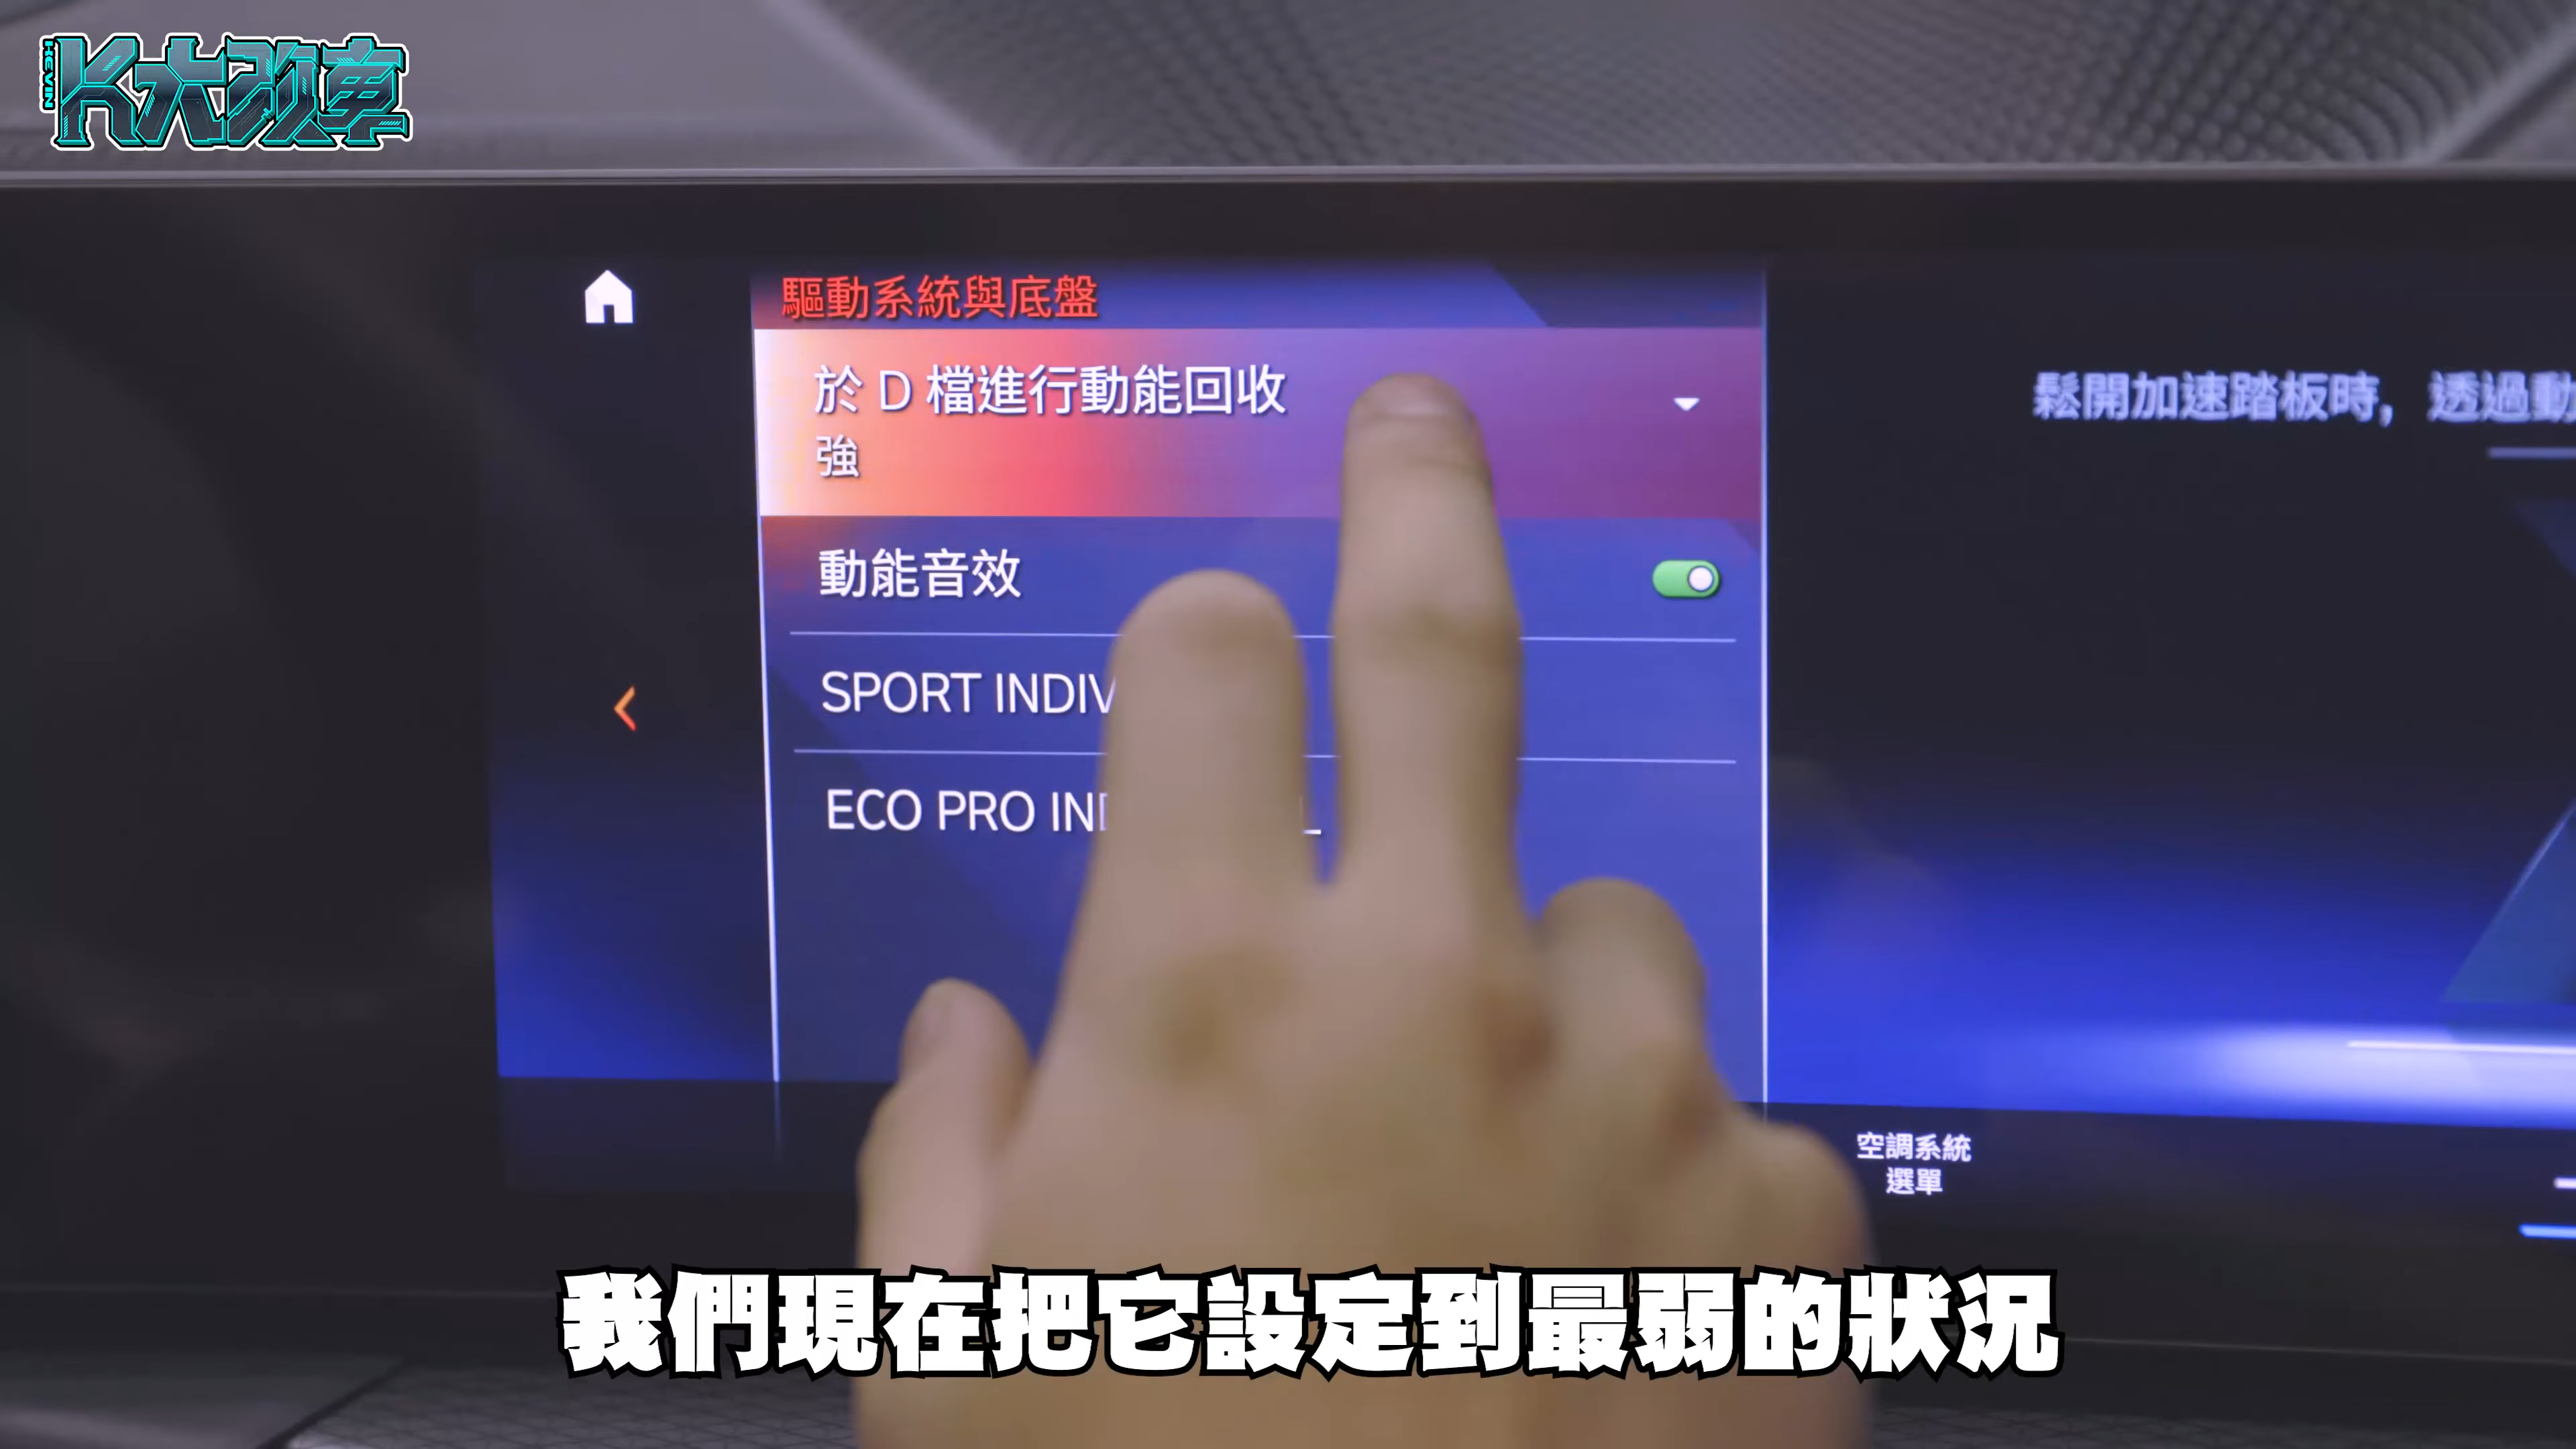 KEVIN
K大改車
驅動系統與底盤
於 D 檔進行動能回收
強
鬆開加速踏板時，透過動
動能音效
SPORT INDIV
ECO PRO IND L
空調系統
選單
我們現在把它設定到最弱的狀況